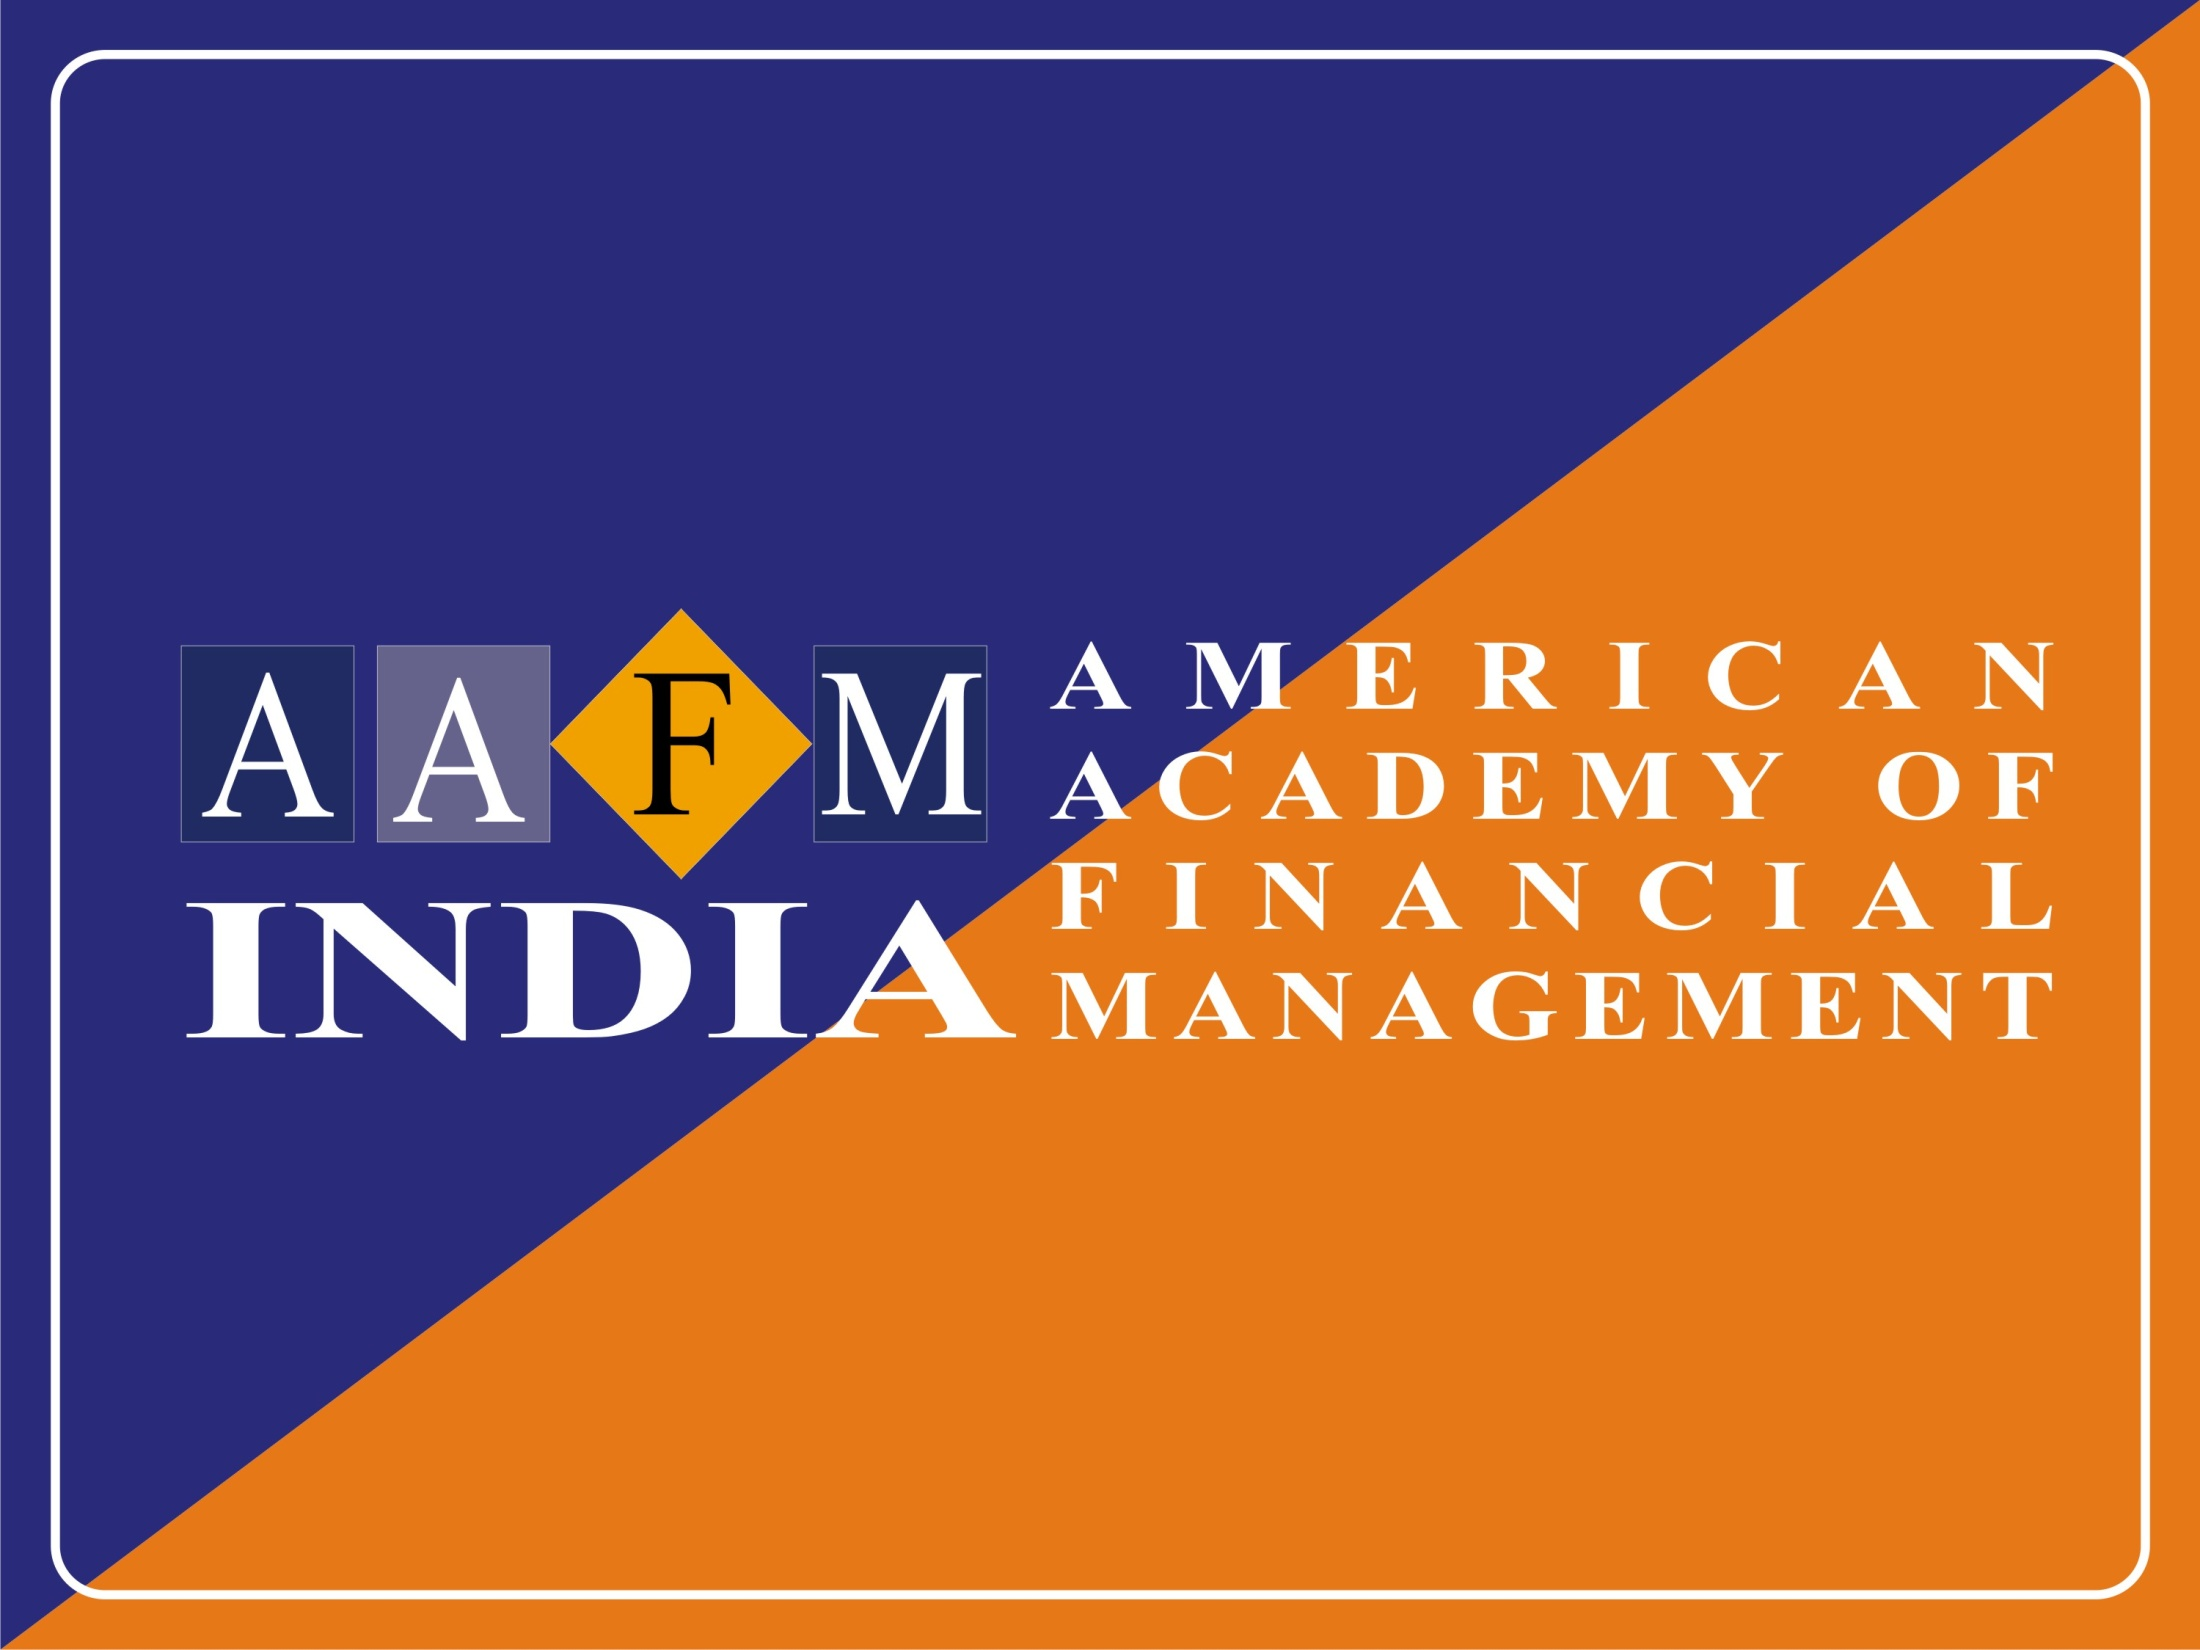 AAFM
INDIA
AMERICAN
ACADEMY OF
FINANCIAL
MANAGEMENT